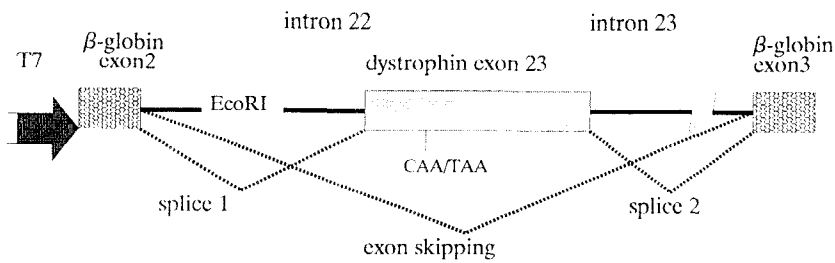 intron 22
intron 23
β-globin
exon2
β-globin
exon3
T7
dystrophin exon 23
EcoRI
CAA/TAA
splice 1
splice 2
exon skipping